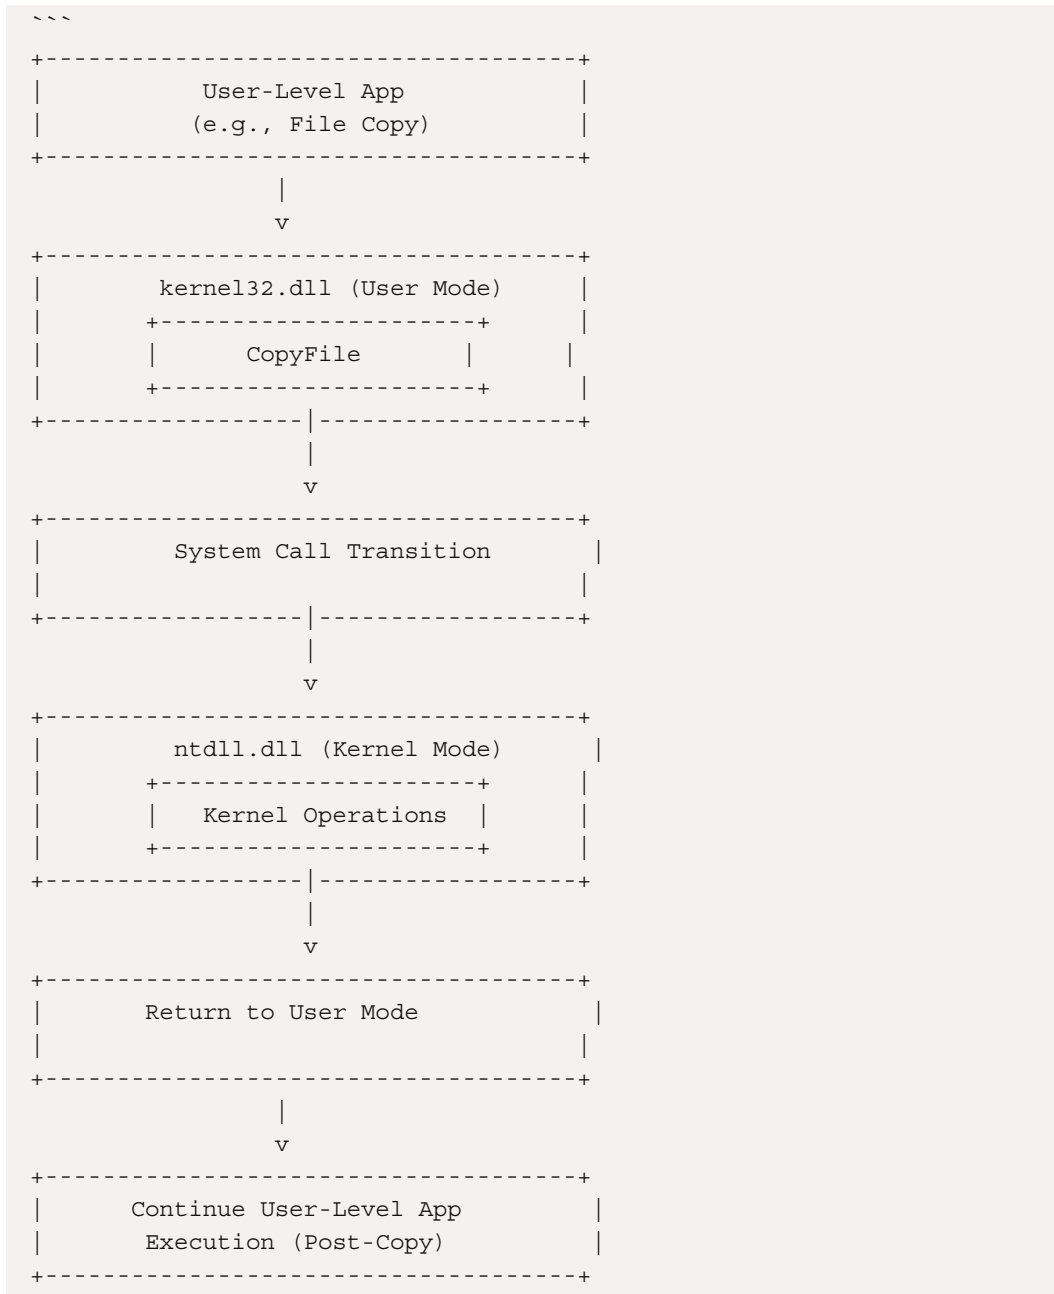 ```
+-------------------------------------+
|           User-Level App            |
|          (e.g., File Copy)          |
+-------------------------------------+
                 |
                 v
+-------------------------------------+
|        kernel32.dll (User Mode)     |
|       +----------------------+      |
|       |      CopyFile       |      |
|       +----------------------+      |
+------------------|------------------+
                   |
                   v
+-------------------------------------+
|         System Call Transition       |
|                                     |
+------------------|------------------+
                   |
                   v
+-------------------------------------+
|         ntdll.dll (Kernel Mode)      |
|       +----------------------+      |
|       |   Kernel Operations  |      |
|       +----------------------+      |
+------------------|------------------+
                   |
                   v
+-------------------------------------+
|       Return to User Mode            |
|                                     |
+-------------------------------------+
                 |
                 v
+-------------------------------------+
|      Continue User-Level App         |
|       Execution (Post-Copy)          |
+-------------------------------------+